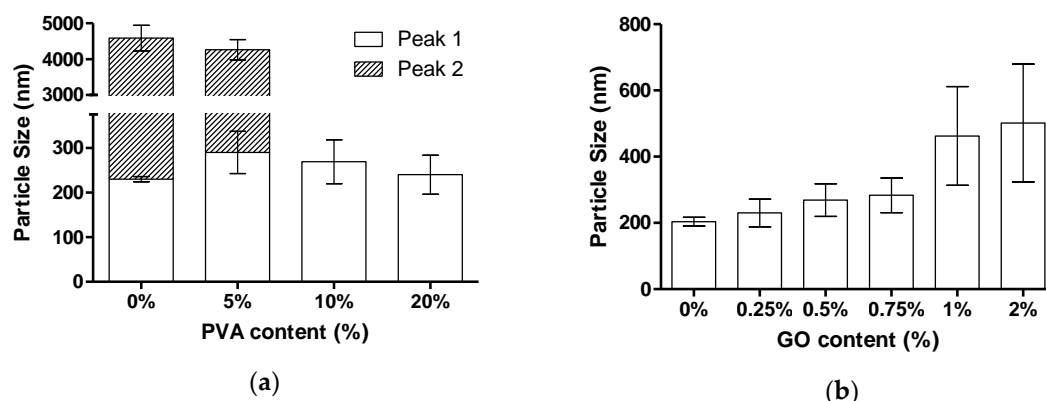 5000
4000
3000
300
200
100
0
Particle Size (nm)
Peak 1
Peak 2
0% 5% 10% 20%
PVA content (%)
(a)
800
600
400
200
0
Particle Size (nm)
0% 0.25% 0.5% 0.75% 1% 2%
GO content (%)
(b)